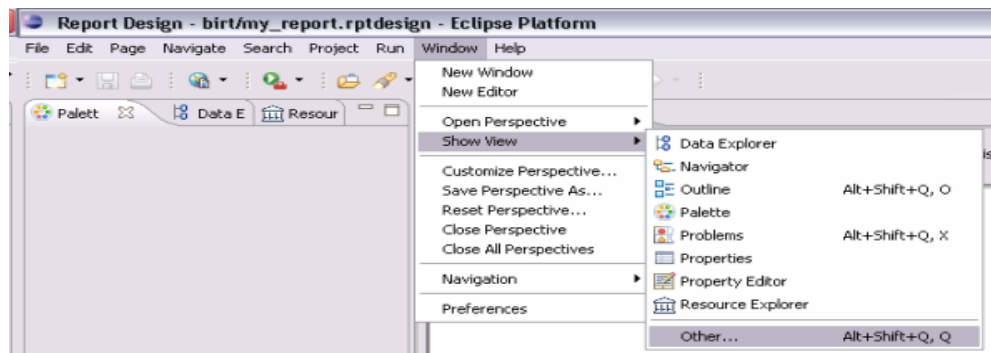 Report Design - birt/my_report.rptdesign - Eclipse Platform
File Edit Page Navigate Search Project Run Window Help
Palett Data E Resour
New Window
New Editor
Open Perspective
Show View
Customize Perspective...
Save Perspective As...
Reset Perspective...
Close Perspective
Close All Perspectives
Navigation
Preferences
Data Explorer
Navigator
Outline Alt+Shift+Q, O
Palette
Problems Alt+Shift+Q, X
Properties
Property Editor
Resource Explorer
Other... Alt+Shift+Q, Q
is